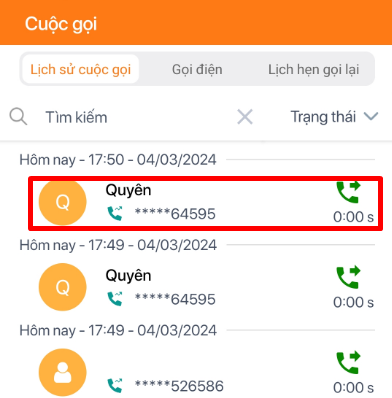 Cuộc gọi
Lịch sử cuộc gọi Gọi điện Lịch hẹn gọi lại
Tìm kiếm Trạng thái
Hôm nay - 17:50 - 04/03/2024
Q Quyên
*****64595 0:00 s
Hôm nay - 17:49 - 04/03/2024
Q Quyên
*****64595 0:00 s
Hôm nay - 17:49 - 04/03/2024
*****526586 0:00 s